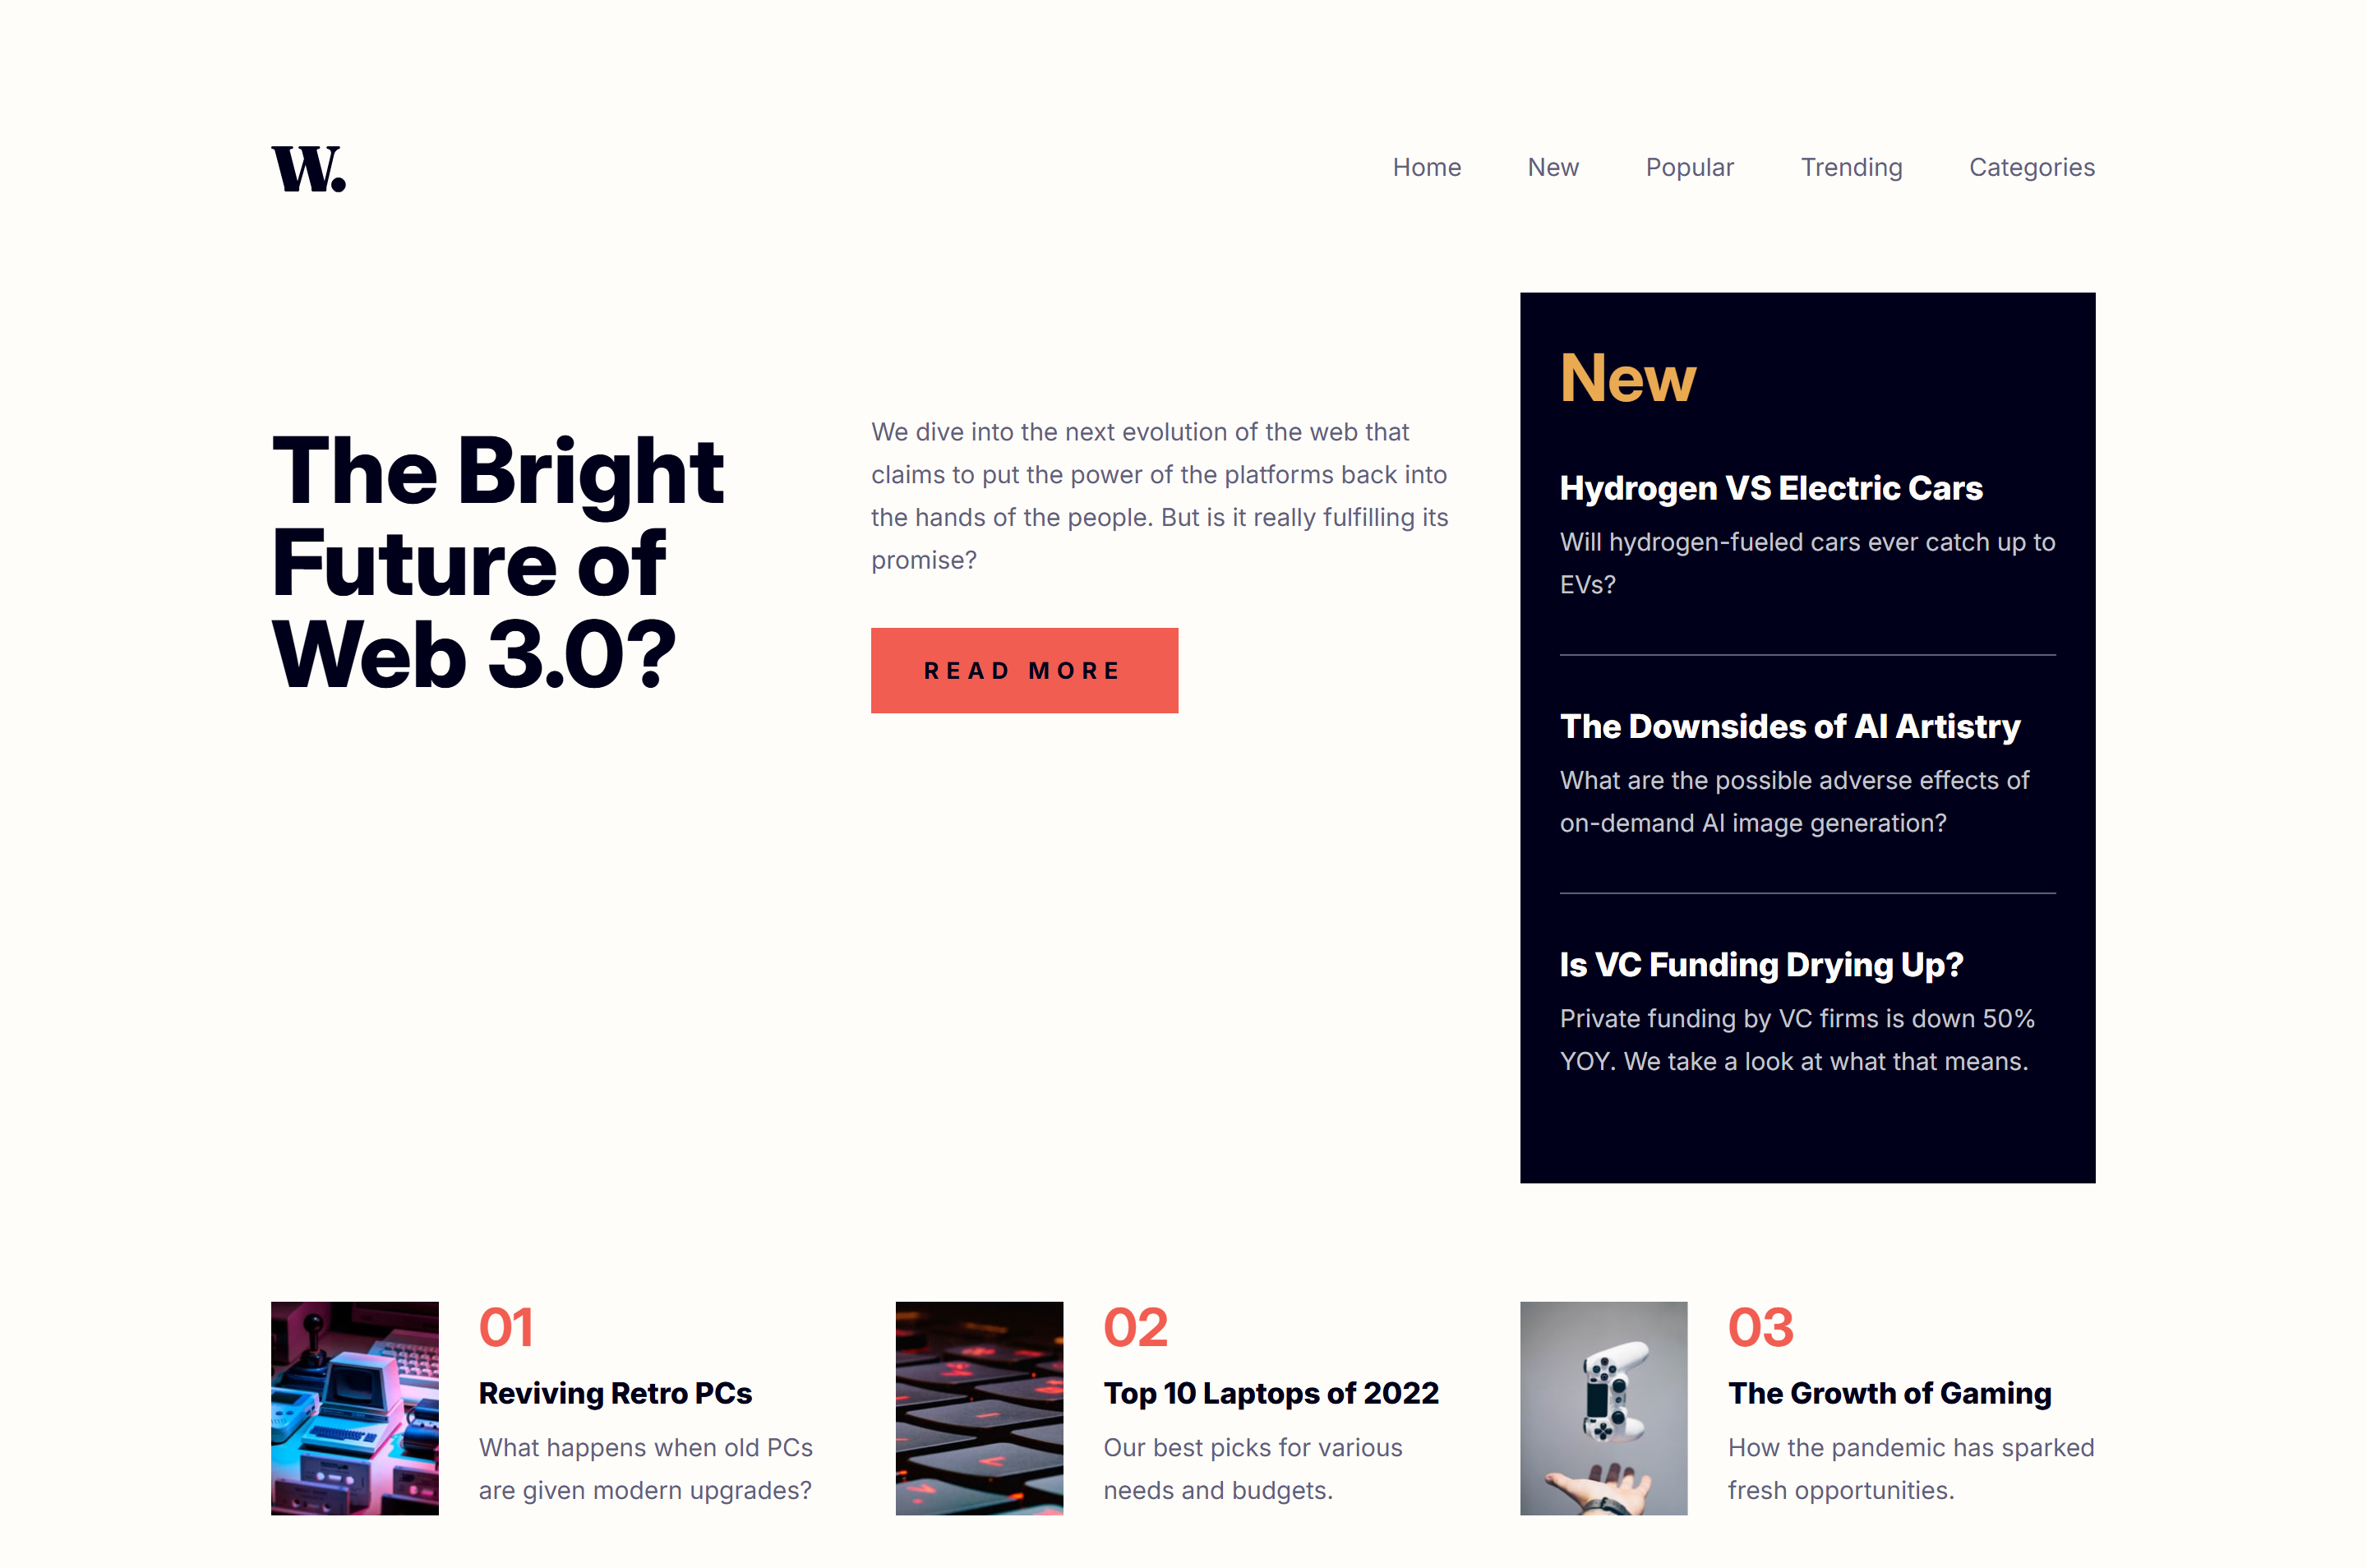 W.
Home New Popular Trending Categories
The Bright
Future of
Web 3.0?
We dive into the next evolution of the web that
claims to put the power of the platforms back into
the hands of the people. But is it really fulfilling its
promise?
READ MORE
New
Hydrogen VS Electric Cars
Will hydrogen-fueled cars ever catch up to
EVs?
The Downsides of AI Artistry
What are the possible adverse effects of
on-demand AI image generation?
Is VC Funding Drying Up?
Private funding by VC firms is down 50%
YOY. We take a look at what that means.
01
Reviving Retro PCs
What happens when old PCs
are given modern upgrades?
02
Top 10 Laptops of 2022
Our best picks for various
needs and budgets.
03
The Growth of Gaming
How the pandemic has sparked
fresh opportunities.